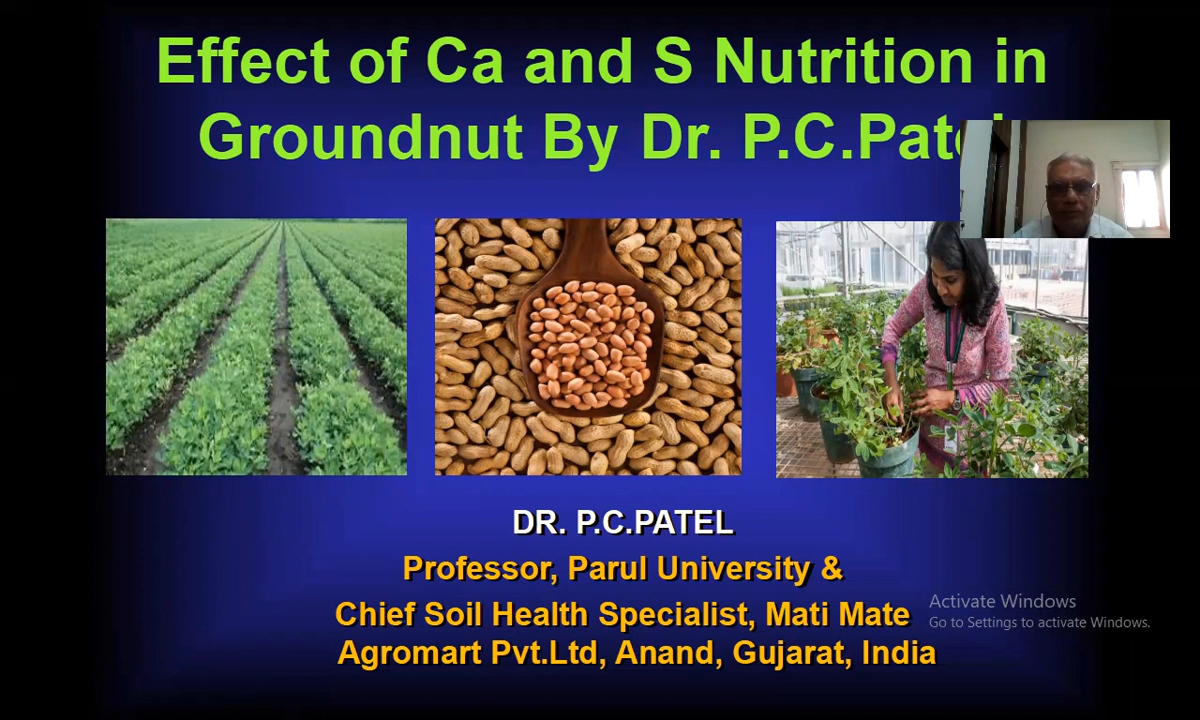 Effect of Ca and S Nutrition in
Groundnut By Dr. P.C.Patel
DR. P.C.PATEL
Professor, Parul University &
Chief Soil Health Specialist, Mati Mate
Agromart Pvt.Ltd, Anand, Gujarat, India
Activate Windows
Go to Settings to activate Windows.